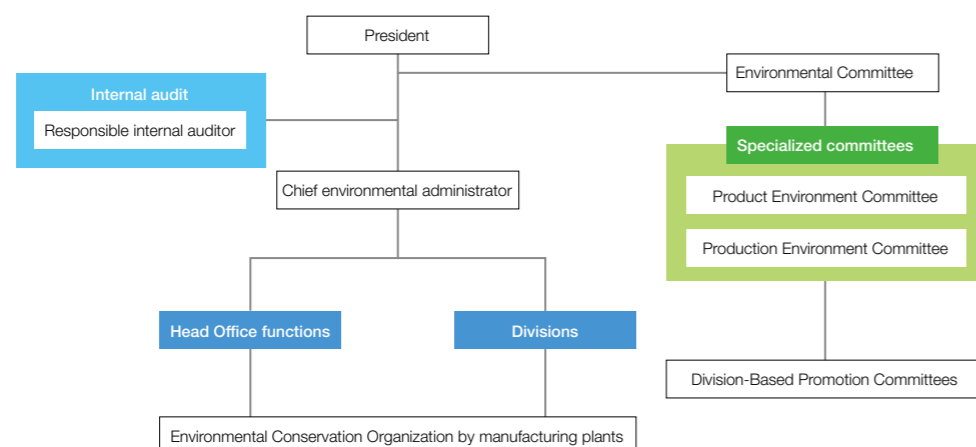 President
Environmental Committee
Internal audit
Responsible internal auditor
Specialized committees
Chief environmental administrator
Product Environment Committee
Production Environment Committee
Head Office functions
Divisions
Division-Based Promotion Committees
Environmental Conservation Organization by manufacturing plants